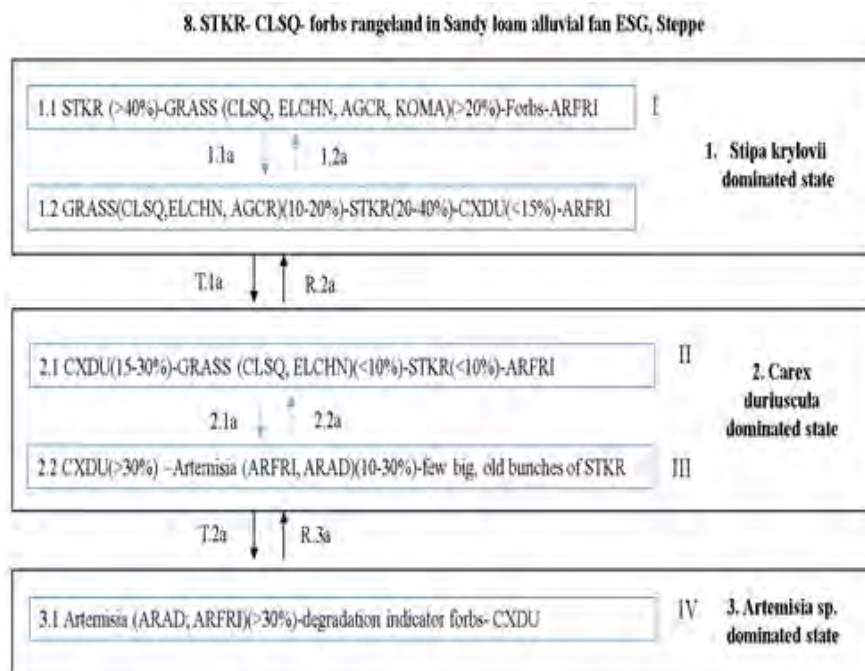 8. STKR- CLSQ- forbs rangeland in Sandy loam alluvial fan ESG, Steppe
1.1 STKR (>40%)-GRASS (CLSQ, ELCHN, AGCR, KOMA)(>20%)-Forbs-ARFRI
I
1.1a
1.2a
1. Stipa krylovii
dominated state
1.2 GRASS(CLSQ,ELCHN, AGCR)(10-20%)-STKR(20-40%)-CXDU(<15%)-ARFRI
T.1a
R.2a
2.1 CXDU(15-30%)-GRASS (CLSQ, ELCHN)(<10%)-STKR(<10%)-ARFRI
II
2.1a
2.2a
2. Carex
duriuscula
dominated state
2.2 CXDU(>30%) –Artemisia (ARFRI, ARAD)(10-30%)-few big, old bunches of STKR
III
T.2a
R.3a
3.1 Artemisia (ARAD, ARFRI)(>30%)-degradation indicator forbs- CXDU
IV
3. Artemisia sp.
dominated state